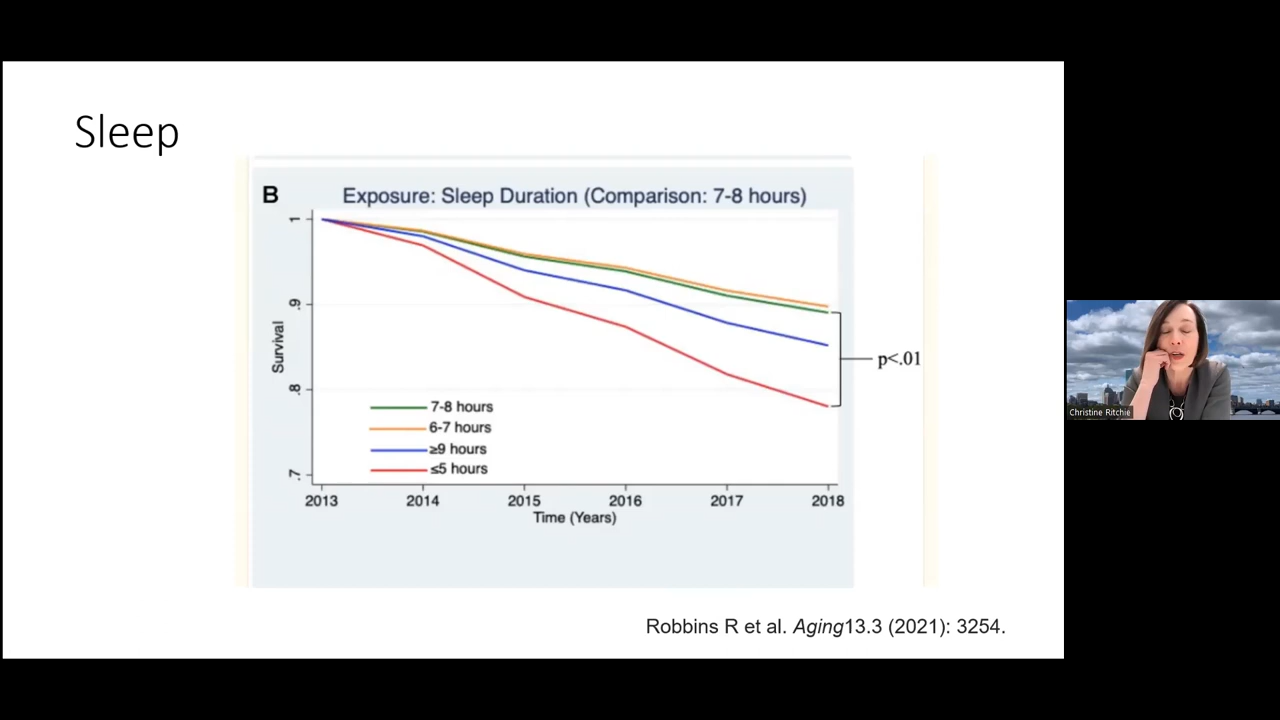 Sleep
B
Exposure: Sleep Duration (Comparison: 7-8 hours)
1
.9
.8
.7
Survival
7-8 hours
6-7 hours
≥9 hours
≤5 hours
p<.01
2013 2014 2015 2016 2017 2018
Time (Years)
Christine Ritchie
Robbins R et al. Aging13.3 (2021): 3254.